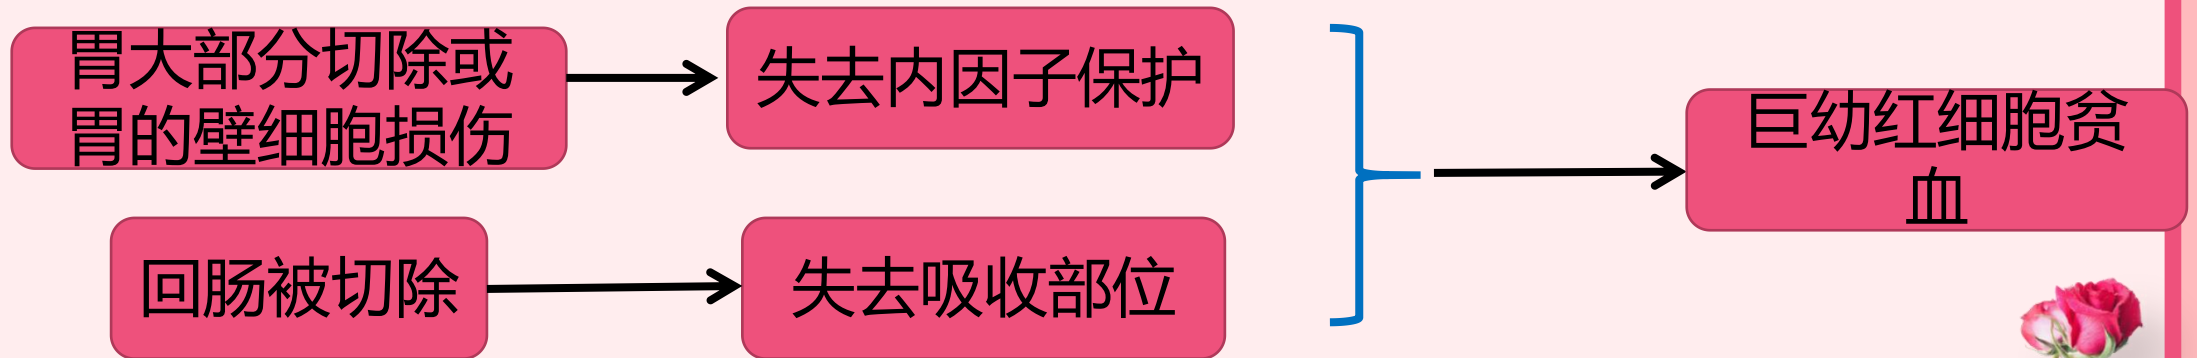 胃大部分切除或
胃的壁细胞损伤
失去内因子保护
巨幼红细胞贫
血
回肠被切除
失去吸收部位